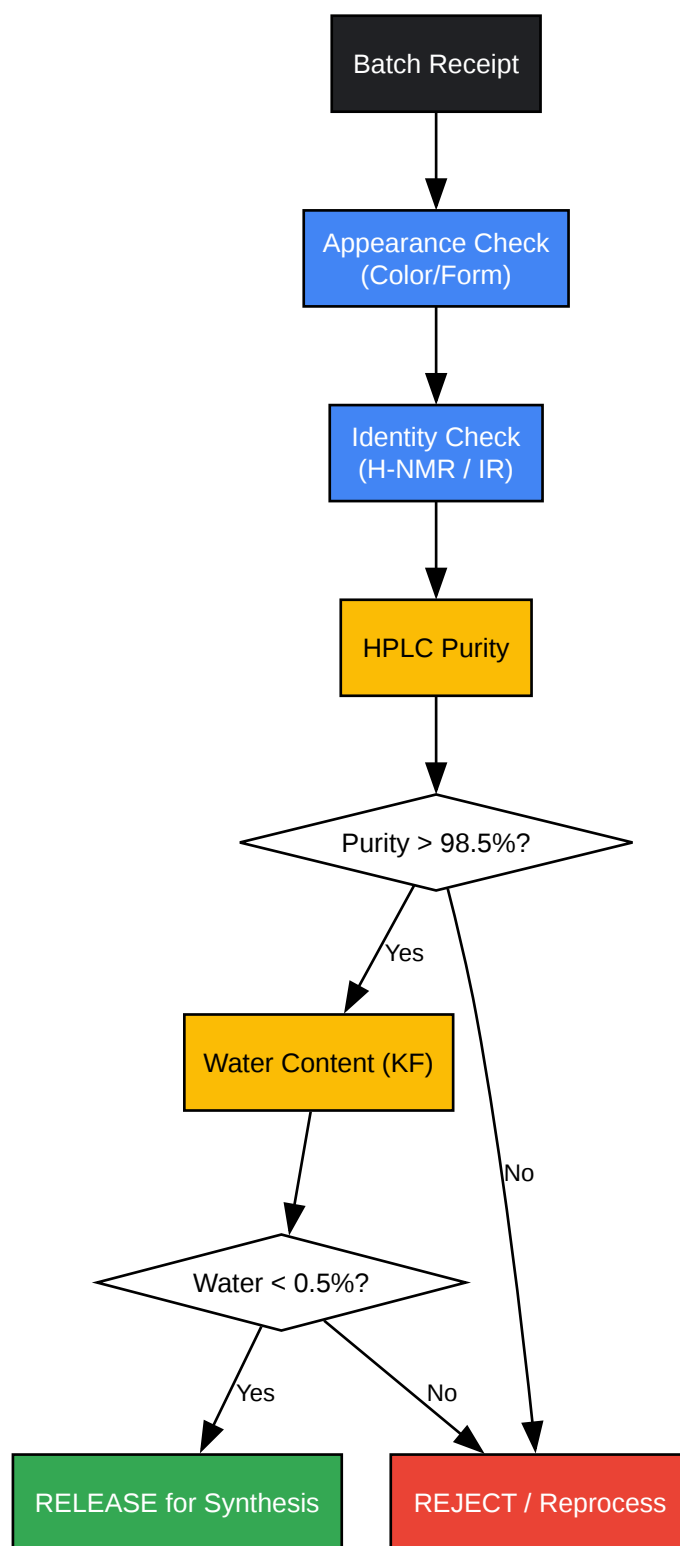 Batch Receipt
Appearance Check
(Color/Form)
Identity Check
(H-NMR / IR)
HPLC Purity
Purity > 98.5%?
Yes
Water Content (KF)
No
Water < 0.5%?
Yes
No
RELEASE for Synthesis
REJECT / Reprocess